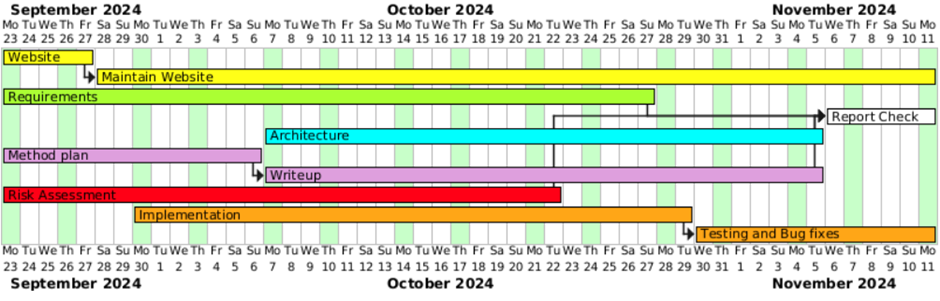 September 2024 October 2024 November 2024
Mo Tu We Th Fr Sa Su Mo Tu We Th Fr Sa Su Mo Tu We Th Fr Sa Su Mo Tu We Th Fr Sa Su Mo Tu We Th Fr Sa Su Mo Tu We Th Fr Sa Su Mo Tu We Th Fr Sa Su Mo
23 24 25 26 27 28 29 30 1 2 3 4 5 6 7 8 9 10 11 12 13 14 15 16 17 18 19 20 21 22 23 24 25 26 27 28 29 30 31 1 2 3 4 5 6 7 8 9 10 11
Website
Maintain Website
Requirements
Report Check
Architecture
Method plan
Writeup
Risk Assessment
Implementation
Testing and Bug fixes
Mo Tu We Th Fr Sa Su Mo Tu We Th Fr Sa Su Mo Tu We Th Fr Sa Su Mo Tu We Th Fr Sa Su Mo Tu We Th Fr Sa Su Mo Tu We Th Fr Sa Su Mo Tu We Th Fr Sa Su Mo
23 24 25 26 27 28 29 30 1 2 3 4 5 6 7 8 9 10 11 12 13 14 15 16 17 18 19 20 21 22 23 24 25 26 27 28 29 30 31 1 2 3 4 5 6 7 8 9 10 11
September 2024 October 2024 November 2024